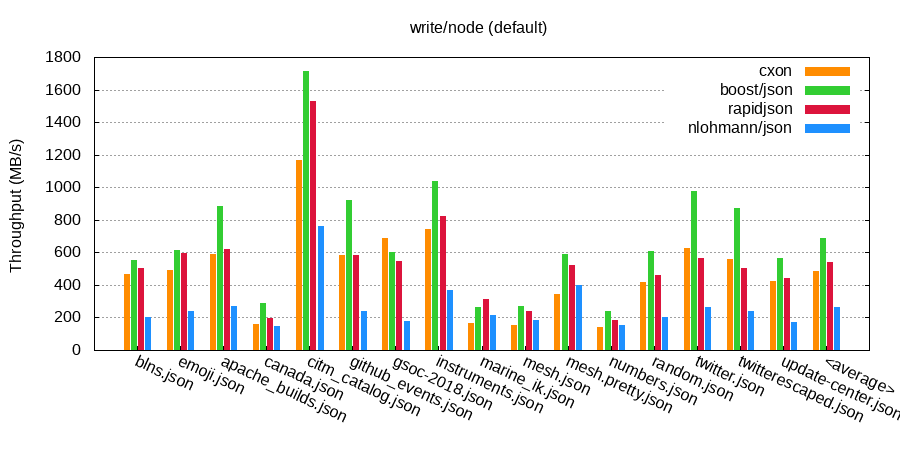 write/node (default)
cxon
boost/json
rapidjson
nlohmann/json
Throughput (MB/s)
1800
1600
1400
1200
1000
800
600
400
200
0
blns.json
emoji.json
apache_builds.json
canada.json
citm_catalog.json
github_events.json
gsoc-2018.json
instruments.json
marine_ik.json
mesh.json
mesh.pretty.json
numbers.json
random.json
twitter.json
twitterescaped.json
update-center.json
<average>